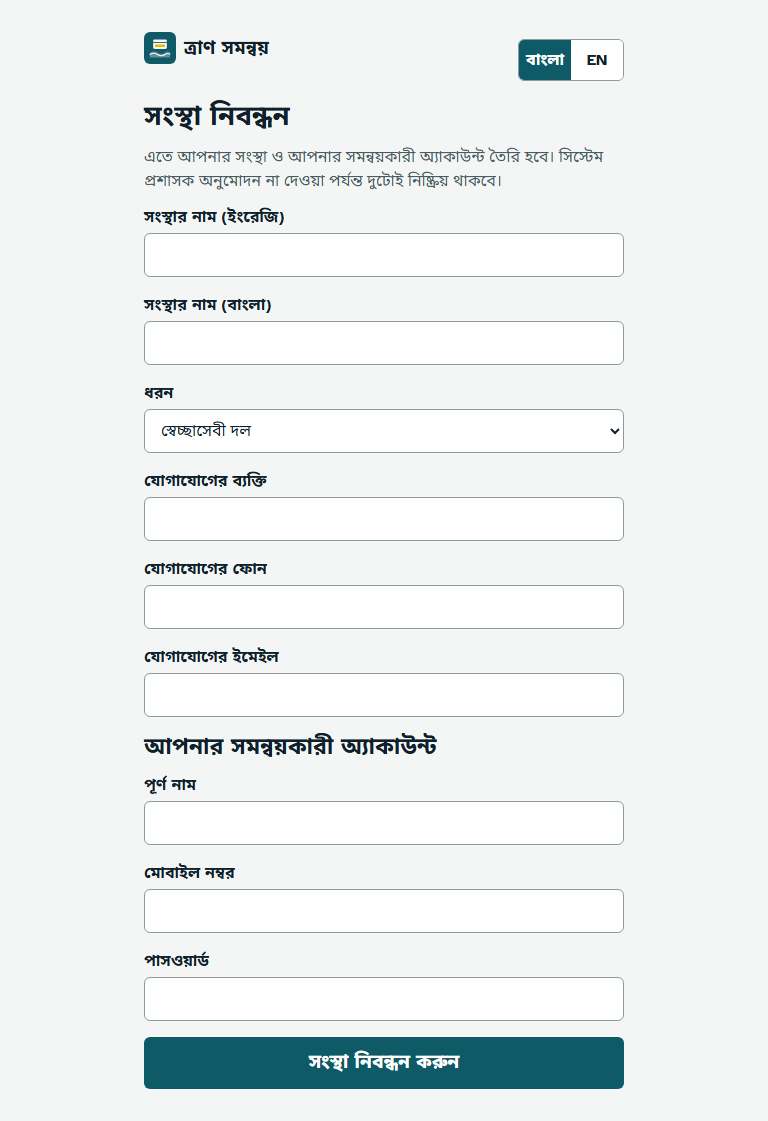 ত্রাণ সমন্বয়
বাংলা EN
সংস্থা নিবন্ধন
এতে আপনার সংস্থা ও আপনার সমন্বয়কারী অ্যাকাউন্ট তৈরি হবে। সিস্টেম
প্রশাসক অনুমোদন না দেওয়া পর্যন্ত দুটোই নিষ্ক্রিয় থাকবে।
সংস্থার নাম (ইংরেজি)
সংস্থার নাম (বাংলা)
ধরন
স্বেচ্ছাসেবী দল
যোগাযোগের ব্যক্তি
যোগাযোগের ফোন
যোগাযোগের ইমেইল
আপনার সমন্বয়কারী অ্যাকাউন্ট
পূর্ণ নাম
মোবাইল নম্বর
পাসওয়ার্ড
সংস্থা নিবন্ধন করুন